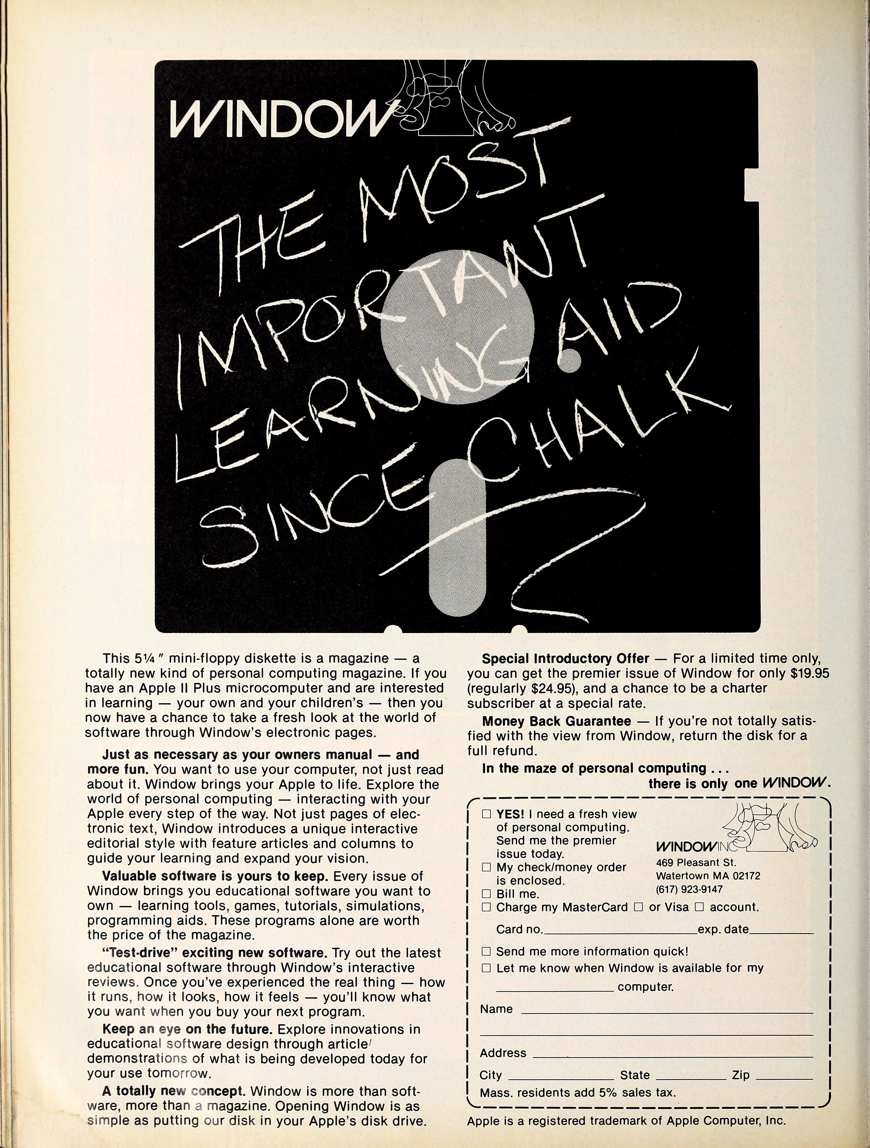 WINDOW
THE MOST
IMPORTANT
LEARNING AID
SINCE CHALK
This 5¼" mini-floppy diskette is a magazine — a
totally new kind of personal computing magazine. If you
have an Apple II Plus microcomputer and are interested
in learning — your own and your children's — then you
now have a chance to take a fresh look at the world of
software through Window's electronic pages.
Just as necessary as your owners manual — and
more fun. You want to use your computer, not just read
about it. Window brings your Apple to life. Explore the
world of personal computing — interacting with your
Apple every step of the way. Not just pages of elec-
tronic text, Window introduces a unique interactive
editorial style with feature articles and columns to
guide your learning and expand your vision.
Valuable software is yours to keep. Every issue of
Window brings you educational software you want to
own — learning tools, games, tutorials, simulations,
programming aids. These programs alone are worth
the price of the magazine.
"Test-drive" exciting new software. Try out the latest
educational software through Window's interactive
reviews. Once you've experienced the real thing — how
it runs, how it looks, how it feels — you'll know what
you want when you buy your next program.
Keep an eye on the future. Explore innovations in
educational software design through article/
demonstrations of what is being developed today for
your use tomorrow.
A totally new concept. Window is more than soft-
ware, more than a magazine. Opening Window is as
simple as putting our disk in your Apple's disk drive.
Special Introductory Offer — For a limited time only,
you can get the premier issue of Window for only $19.95
(regularly $24.95), and a chance to be a charter
subscriber at a special rate.
Money Back Guarantee — If you're not totally satis-
fied with the view from Window, return the disk for a
full refund.
In the maze of personal computing . . .
there is only one WINDOW.
YES! I need a fresh view
of personal computing.
Send me the premier
issue today.
My check/money order
is enclosed.
Bill me.
WINDOW INC
469 Pleasant St.
Watertown MA 02172
(617) 923-9147
Charge my MasterCard □ or Visa □ account.
Card no. exp. date
Send me more information quick!
Let me know when Window is available for my
computer.
Name
Address
City State Zip
Mass. residents add 5% sales tax.
Apple is a registered trademark of Apple Computer, Inc.